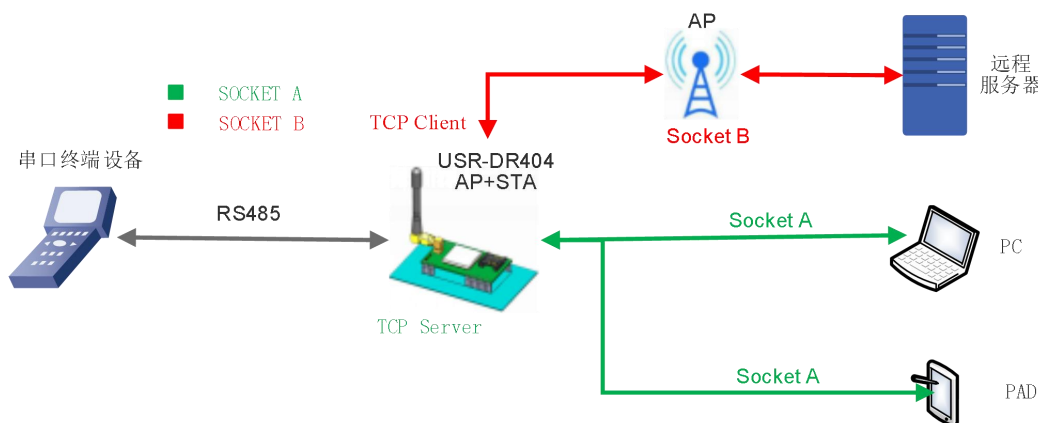 AP
远程
服务器
SOCKET A
SOCKET B
TCP Client
Socket B
串口终端设备
USR-DR404
AP+STA
RS485
Socket A
PC
TCP Server
Socket A
PAD